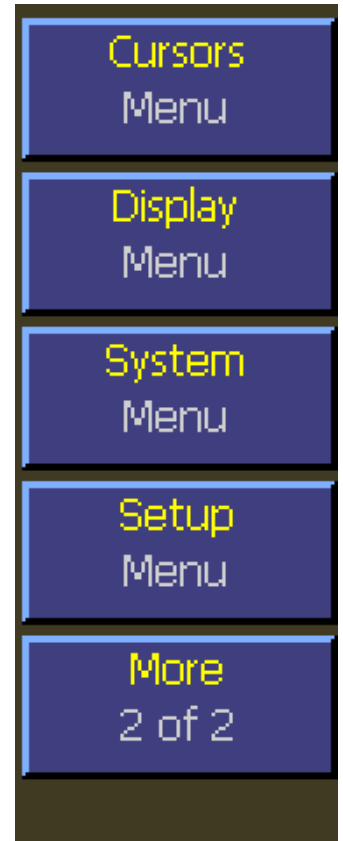 Cursors
Menu
Display
Menu
System
Menu
Setup
Menu
More
2 of 2